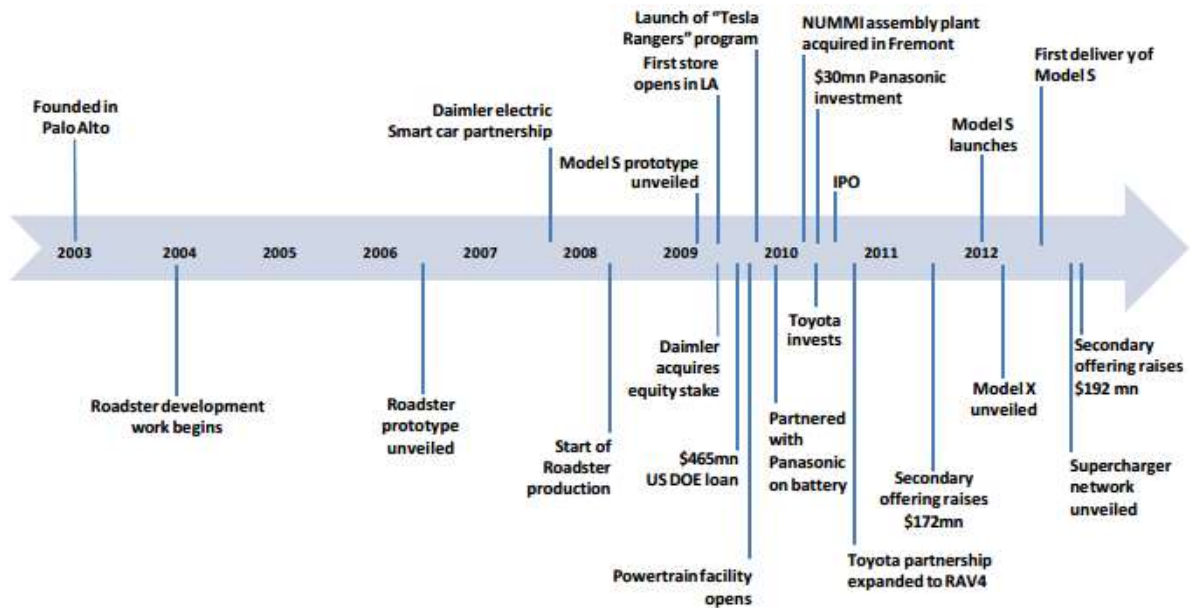 Launch of “Tesla
Rangers” program
NUMMI assembly plant
acquired in Fremont
First store
opens in LA
$30mn Panasonic
investment
First delivery of
Model S
Founded in
Palo Alto
Daimler electric
Smart car partnership
Model S prototype
unveiled
IPO
Model S
launches
2003 2004 2005 2006 2007 2008 2009 2010 2011 2012
Roadster development
work begins
Roadster
prototype
unveiled
Start of
Roadster
production
Daimler
acquires
equity stake
$465mn
US DOE loan
Powertrain facility
opens
Partnered
with
Panasonic
on battery
Toyota
invests
Toyota partnership
expanded to RAV4
Secondary
offering raises
$172mn
Model X
unveiled
Secondary
offering raises
$192 mn
Supercharger
network
unveiled